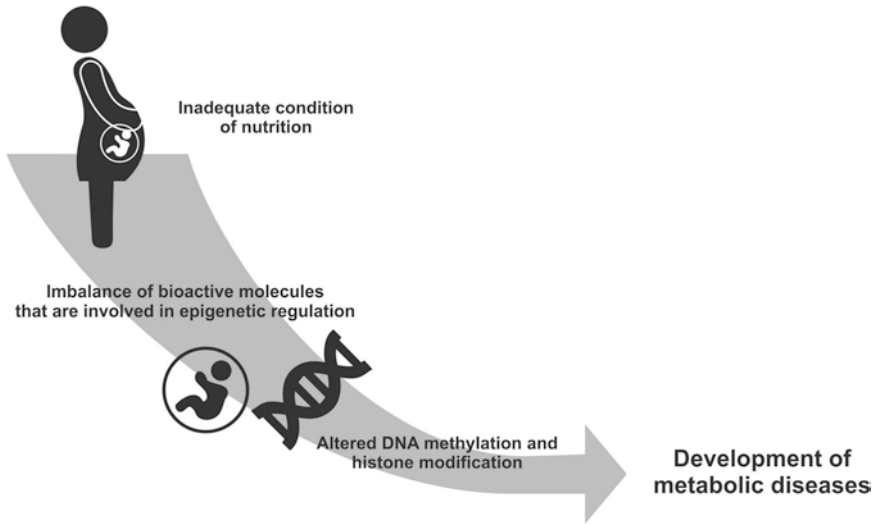 Inadequate condition
of nutrition
Imbalance of bioactive molecules
that are involved in epigenetic regulation
Altered DNA methylation and
histone modification
Development of
metabolic diseases